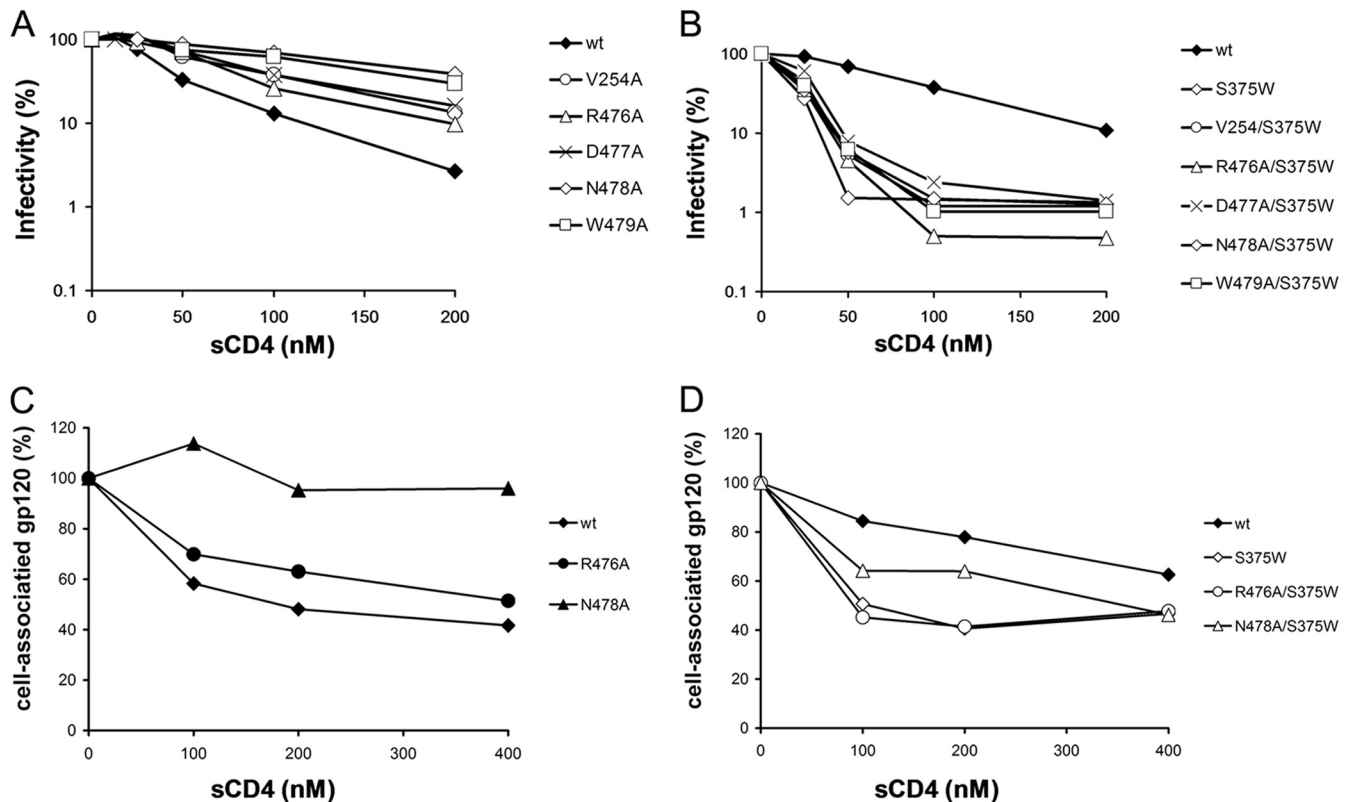 A
Infectivity (%)
100
10
1
0.1
0
50
100
150
200
sCD4 (nM)
wt
V254A
R476A
D477A
N478A
W479A
B
Infectivity (%)
100
10
1
0.1
0
50
100
150
200
sCD4 (nM)
wt
S375W
V254/S375W
R476A/S375W
D477A/S375W
N478A/S375W
W479A/S375W
C
cell-associatied gp120 (%)
120
100
80
60
40
20
0
0
100
200
300
400
sCD4 (nM)
wt
R476A
N478A
D
cell-associatied gp120 (%)
120
100
80
60
40
20
0
0
100
200
300
400
sCD4 (nM)
wt
S375W
R476A/S375W
N478A/S375W